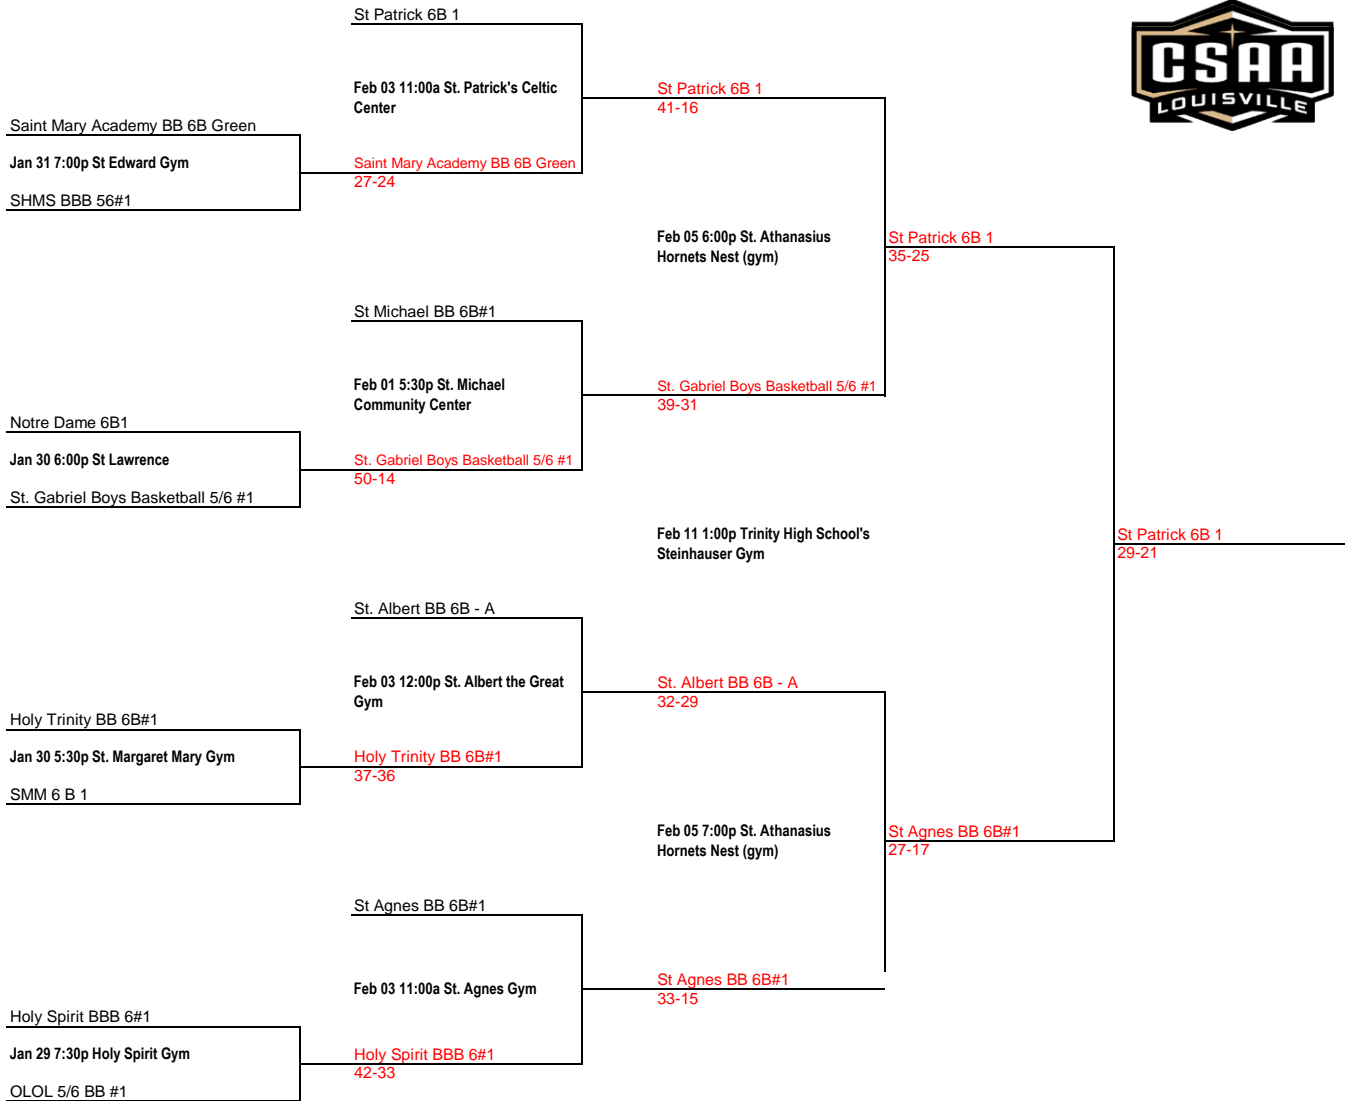 St Patrick 6B 1
CSAA
LOUISVILLE
Feb 03 11:00a St. Patrick's Celtic
Center
St Patrick 6B 1
41-16
Saint Mary Academy BB 6B Green
Jan 31 7:00p St Edward Gym
Saint Mary Academy BB 6B Green
27-24
SHMS BBB 56#1
Feb 05 6:00p St. Athanasius
Hornets Nest (gym)
St Patrick 6B 1
35-25
St Michael BB 6B#1
Feb 01 5:30p St. Michael
Community Center
St. Gabriel Boys Basketball 5/6 #1
39-31
Notre Dame 6B1
Jan 30 6:00p St Lawrence
St. Gabriel Boys Basketball 5/6 #1
50-14
St. Gabriel Boys Basketball 5/6 #1
Feb 11 1:00p Trinity High School's
Steinhauser Gym
St Patrick 6B 1
29-21
St. Albert BB 6B - A
Feb 03 12:00p St. Albert the Great
Gym
St. Albert BB 6B - A
32-29
Holy Trinity BB 6B#1
Jan 30 5:30p St. Margaret Mary Gym
Holy Trinity BB 6B#1
37-36
SMM 6 B 1
Feb 05 7:00p St. Athanasius
Hornets Nest (gym)
St Agnes BB 6B#1
27-17
St Agnes BB 6B#1
Feb 03 11:00a St. Agnes Gym
St Agnes BB 6B#1
33-15
Holy Spirit BBB 6#1
Jan 29 7:30p Holy Spirit Gym
Holy Spirit BBB 6#1
42-33
OLOL 5/6 BB #1